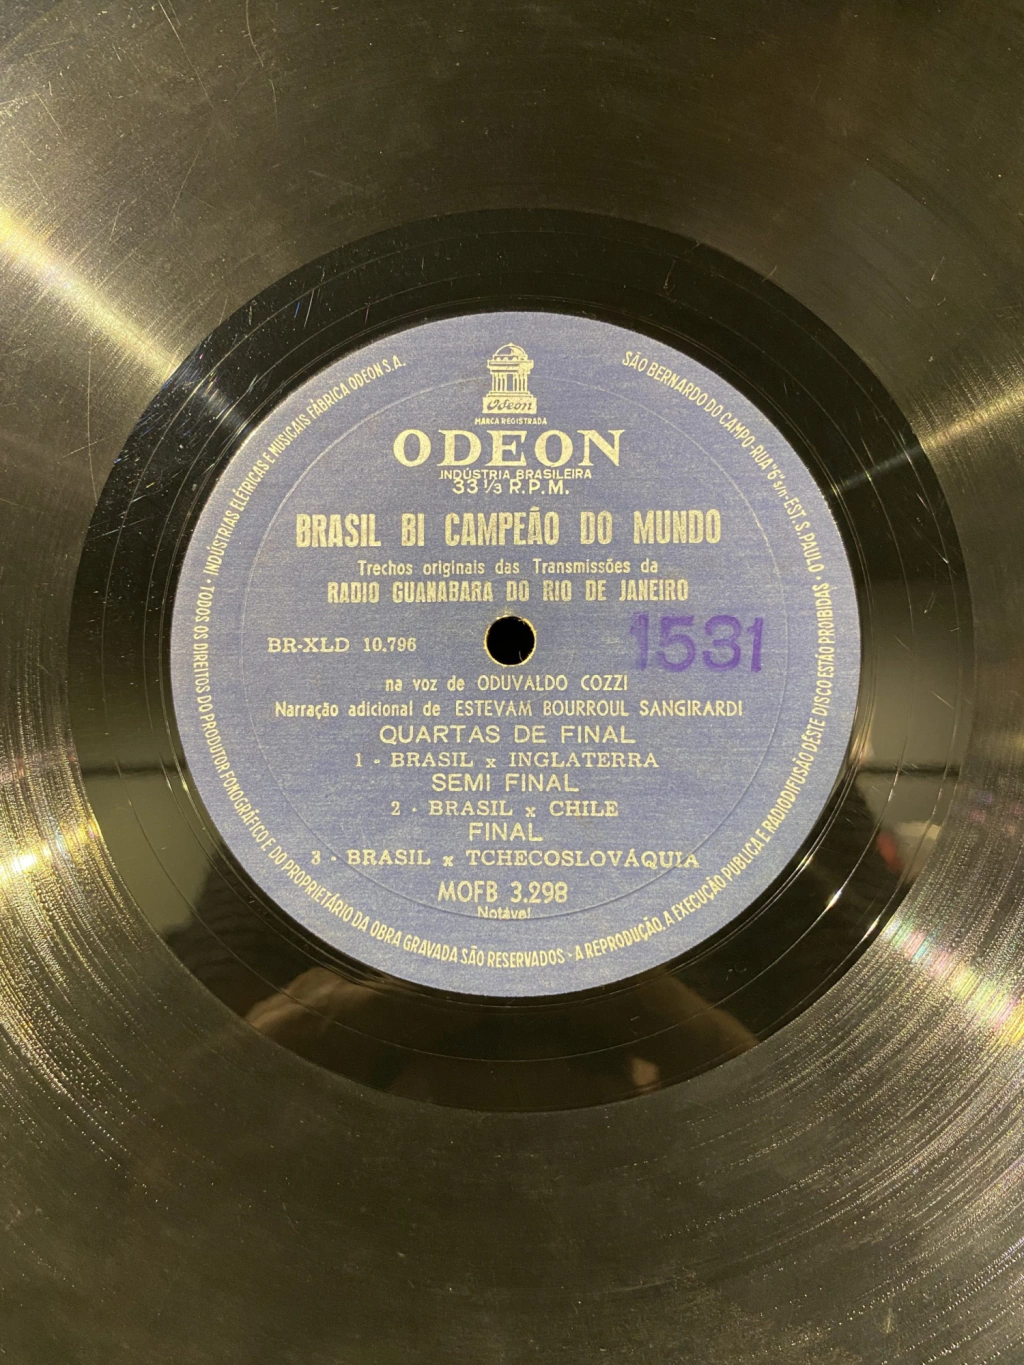 Odeon
MARCA REGISTRADA
ODEON
INDÚSTRIA BRASILEIRA
33 1/3 R.P.M.
BRASIL BI CAMPEÃO DO MUNDO
Trechos originais das Transmissões da
RADIO GUANABARA DO RIO DE JANEIRO
BR-XLD 10.796
1531
na voz de ODUVALDO COZZI
Narração adicional de ESTEVAM BOURROUL SANGIRARDI
QUARTAS DE FINAL
1 - BRASIL x INGLATERRA
SEMI FINAL
2 - BRASIL x CHILE
FINAL
3 - BRASIL x TCHECOSLOVÁQUIA
MOFB 3.298
Notável
INDÚSTRIAS ELÉTRICAS E MUSICAIS FÁBRICA ODEON S.A.
SÃO BERNARDO DO CAMPO-RUA "6" s/n-EST. S. PAULO
• TODOS OS DIREITOS DO PRODUTOR FONOGRÁFICO E DO PROPRIETÁRIO DA OBRA GRAVADA SÃO RESERVADOS • A REPRODUÇÃO, A EXECUÇÃO PUBLICA E RADIODIFUSÃO DÊSTE DISCO ESTÃO PROIBIDAS •